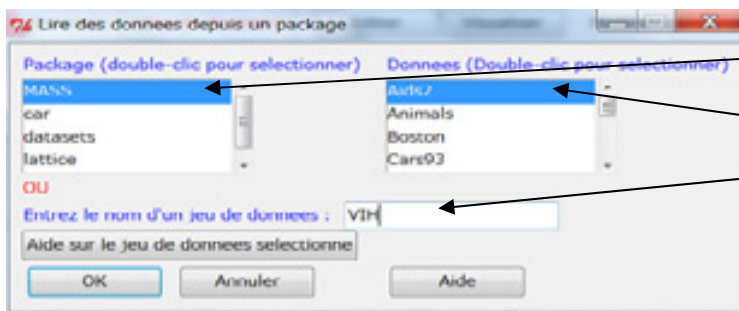 Lire des donnees depuis un package
Package (double-clic pour selectionner) Donnees (Double-clic pour selectionner)
MASS Aids2
car Animals
datasets Boston
lattice Cars93
OU
Entrez le nom d'un jeu de donnees : VIH
Aide sur le jeu de donnees selectionne
OK Annuler Aide